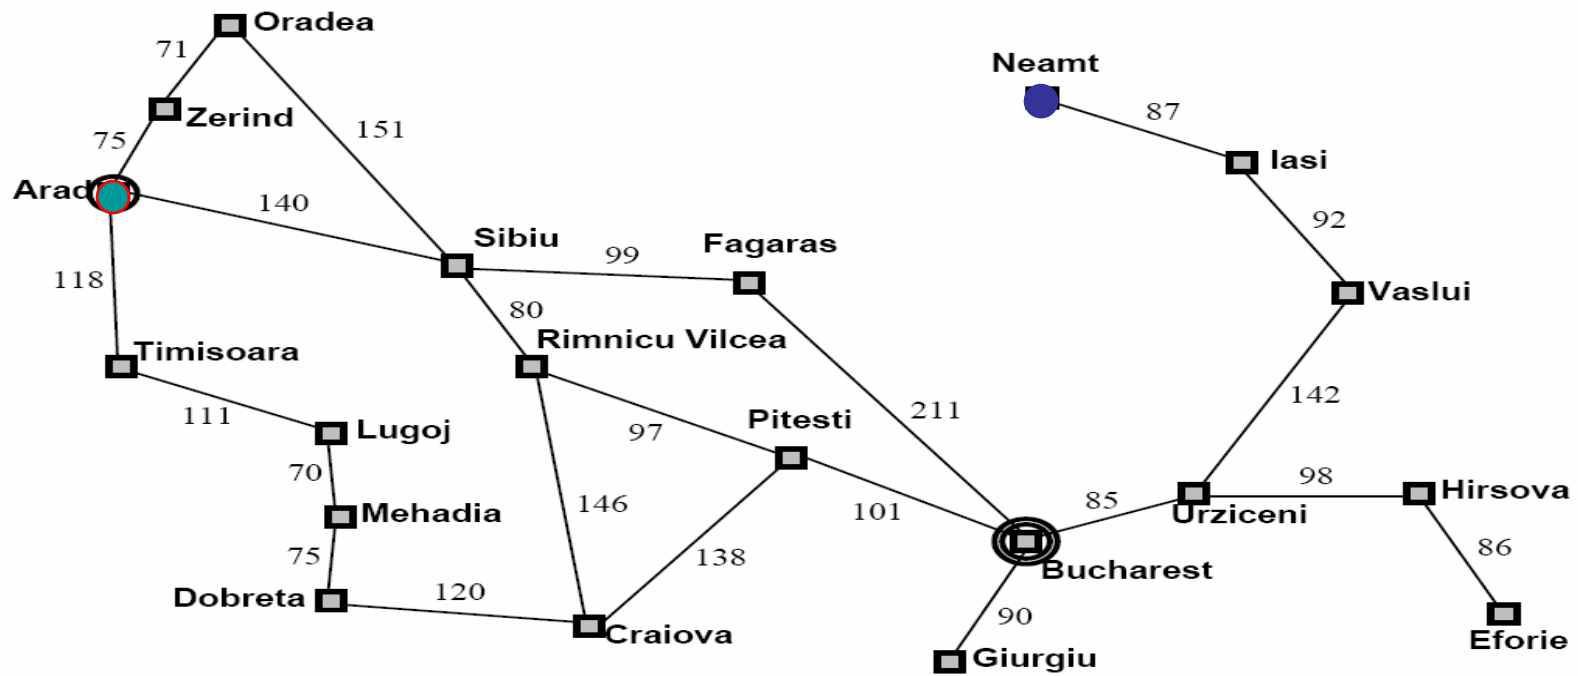 Oradea
71
Neamt
87
Zerind
151
75
Iasi
Arad
140
92
Sibiu
Fagaras
99
118
Vaslui
80
Rimnicu Vilcea
Timisoara
142
111
211
Pitesti
97
Lugoj
70
98
Hirsova
85
146
101
Urziceni
Mehadia
75
138
86
Bucharest
120
Dobreta
90
Craiova
Eforie
Giurgiu